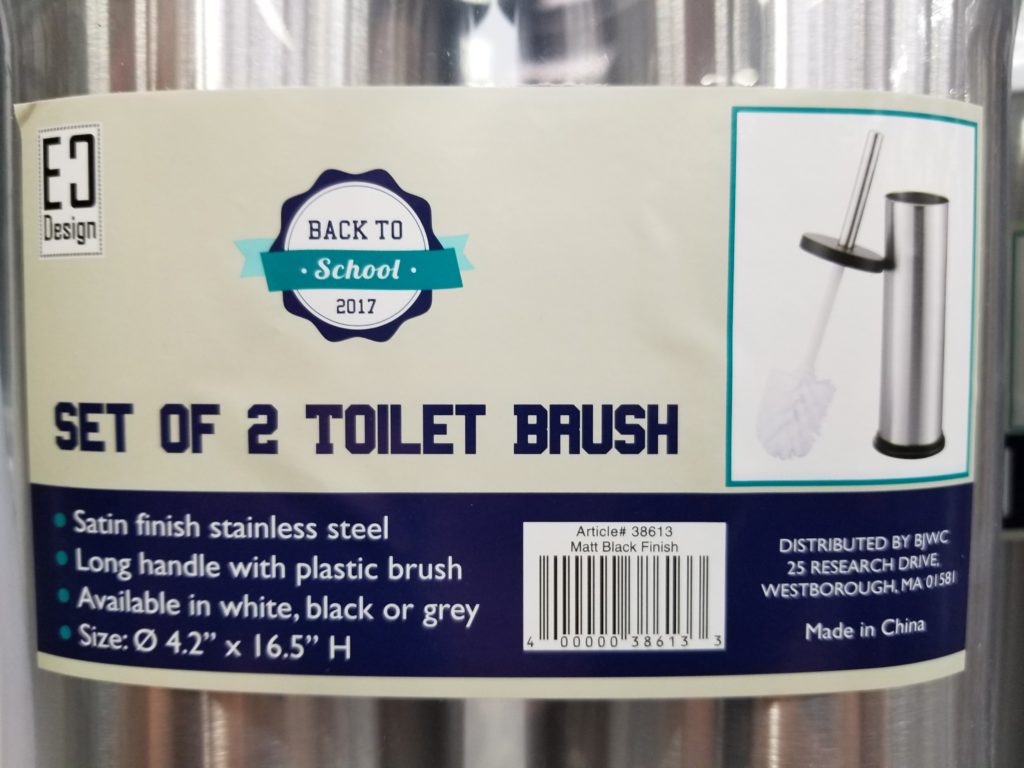 EC
Design
BACK TO
• School •
2017
SET OF 2 TOILET BRUSH
• Satin finish stainless steel
• Long handle with plastic brush
• Available in white, black or grey
• Size: Ø 4.2” x 16.5” H
Article# 38613
Matt Black Finish
4 00000 38613 3
DISTRIBUTED BY BJWC
25 RESEARCH DRIVE,
WESTBOROUGH, MA 01581
Made in China